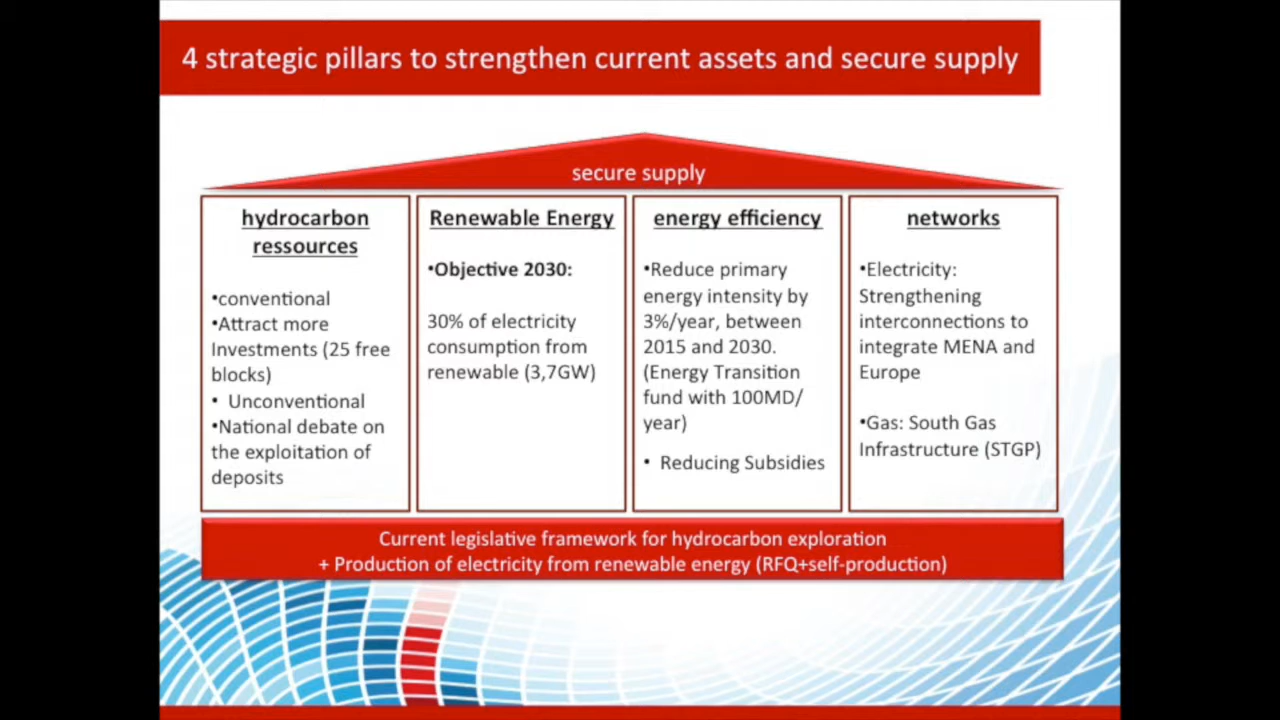 4 strategic pillars to strengthen current assets and secure supply
secure supply
hydrocarbon
ressources
•conventional
•Attract more
Investments (25 free
blocks)
• Unconventional
•National debate on
the exploitation of
deposits
Renewable Energy
•Objective 2030:
30% of electricity
consumption from
renewable (3,7GW)
energy efficiency
•Reduce primary
energy intensity by
3%/year, between
2015 and 2030.
(Energy Transition
fund with 100MD/
year)
• Reducing Subsidies
networks
•Electricity:
Strengthening
interconnections to
integrate MENA and
Europe
•Gas: South Gas
Infrastructure (STGP)
Current legislative framework for hydrocarbon exploration
+ Production of electricity from renewable energy (RFQ+self-production)